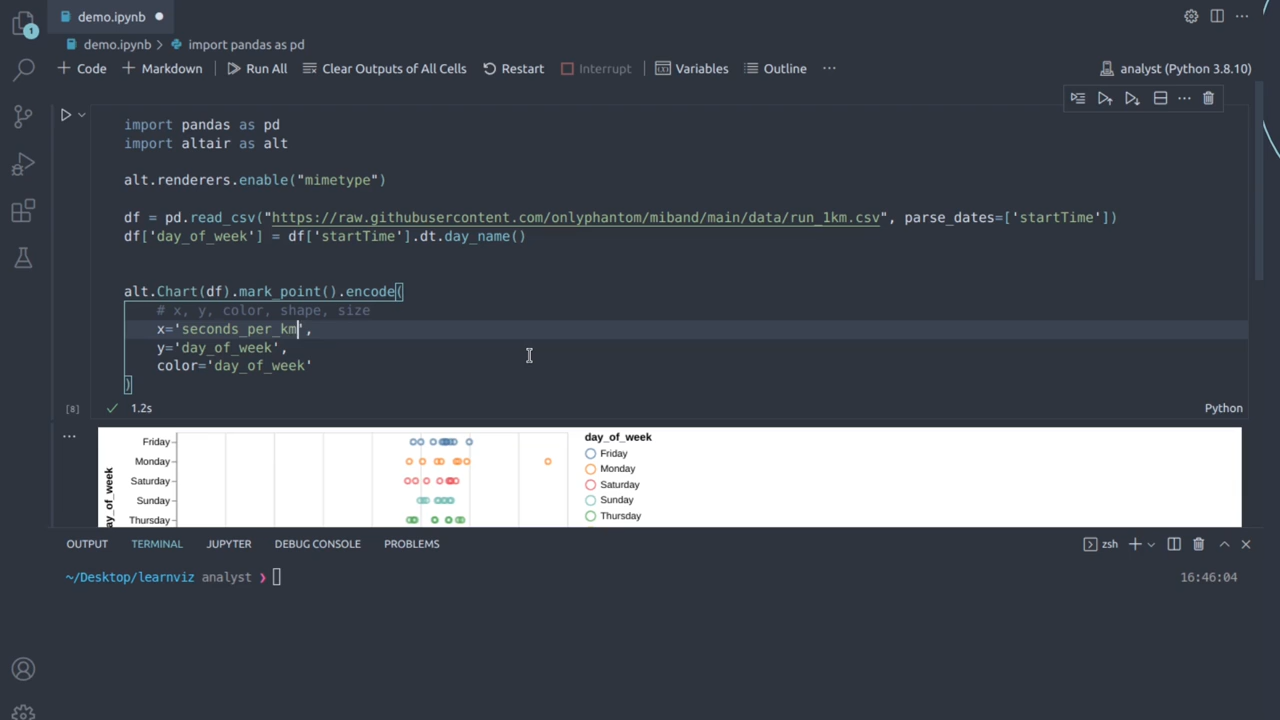 demo.ipynb
1
demo.ipynb > import pandas as pd
+ Code + Markdown Run All Clear Outputs of All Cells Restart Interrupt Variables Outline ··· analyst (Python 3.8.10)
import pandas as pd
import altair as alt
alt.renderers.enable("mimetype")
df = pd.read_csv("https://raw.githubusercontent.com/onlyphantom/miband/main/data/run_1km.csv", parse_dates=['startTime'])
df['day_of_week'] = df['startTime'].dt.day_name()
alt.Chart(df).mark_point().encode(
# x, y, color, shape, size
x='seconds_per_km',
y='day_of_week',
color='day_of_week'
)
[8] ✓ 1.2s Python
day_of_week
Friday
Monday
Saturday
Sunday
Thursday
day_of_week
Friday
Monday
Saturday
Sunday
Thursday
OUTPUT TERMINAL JUPYTER DEBUG CONSOLE PROBLEMS zsh
~/Desktop/learnviz analyst ❯ 16:46:04